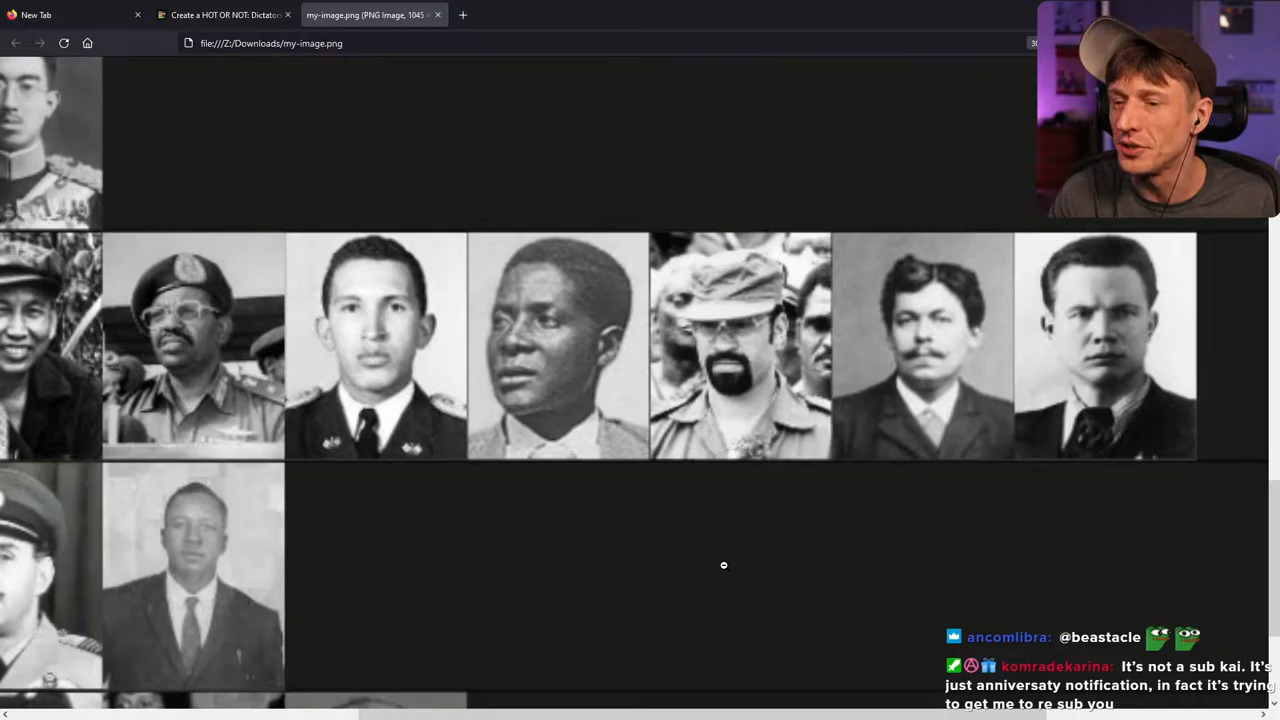 New Tab
Create a HOT OR NOT: Dictator
my-image.png (PNG Image, 1045 ×
file:///Z:/Downloads/my-image.png
30
ancomlibra: @beastacle
komradekarina: It's not a sub kai. It's
just anniversaty notification, in fact it's trying
to get me to re sub you